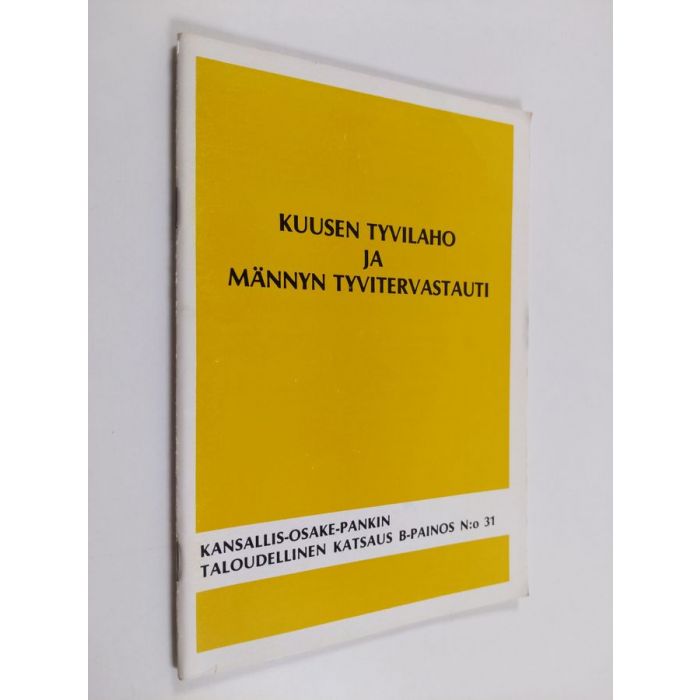 KUUSEN TYVILAHO
JA
MÄNNYN TYVITERVASTAUTI
KANSALLIS-OSAKE-PANKIN
TALOUDELLINEN KATSAUS B-PAINOS N:o 31